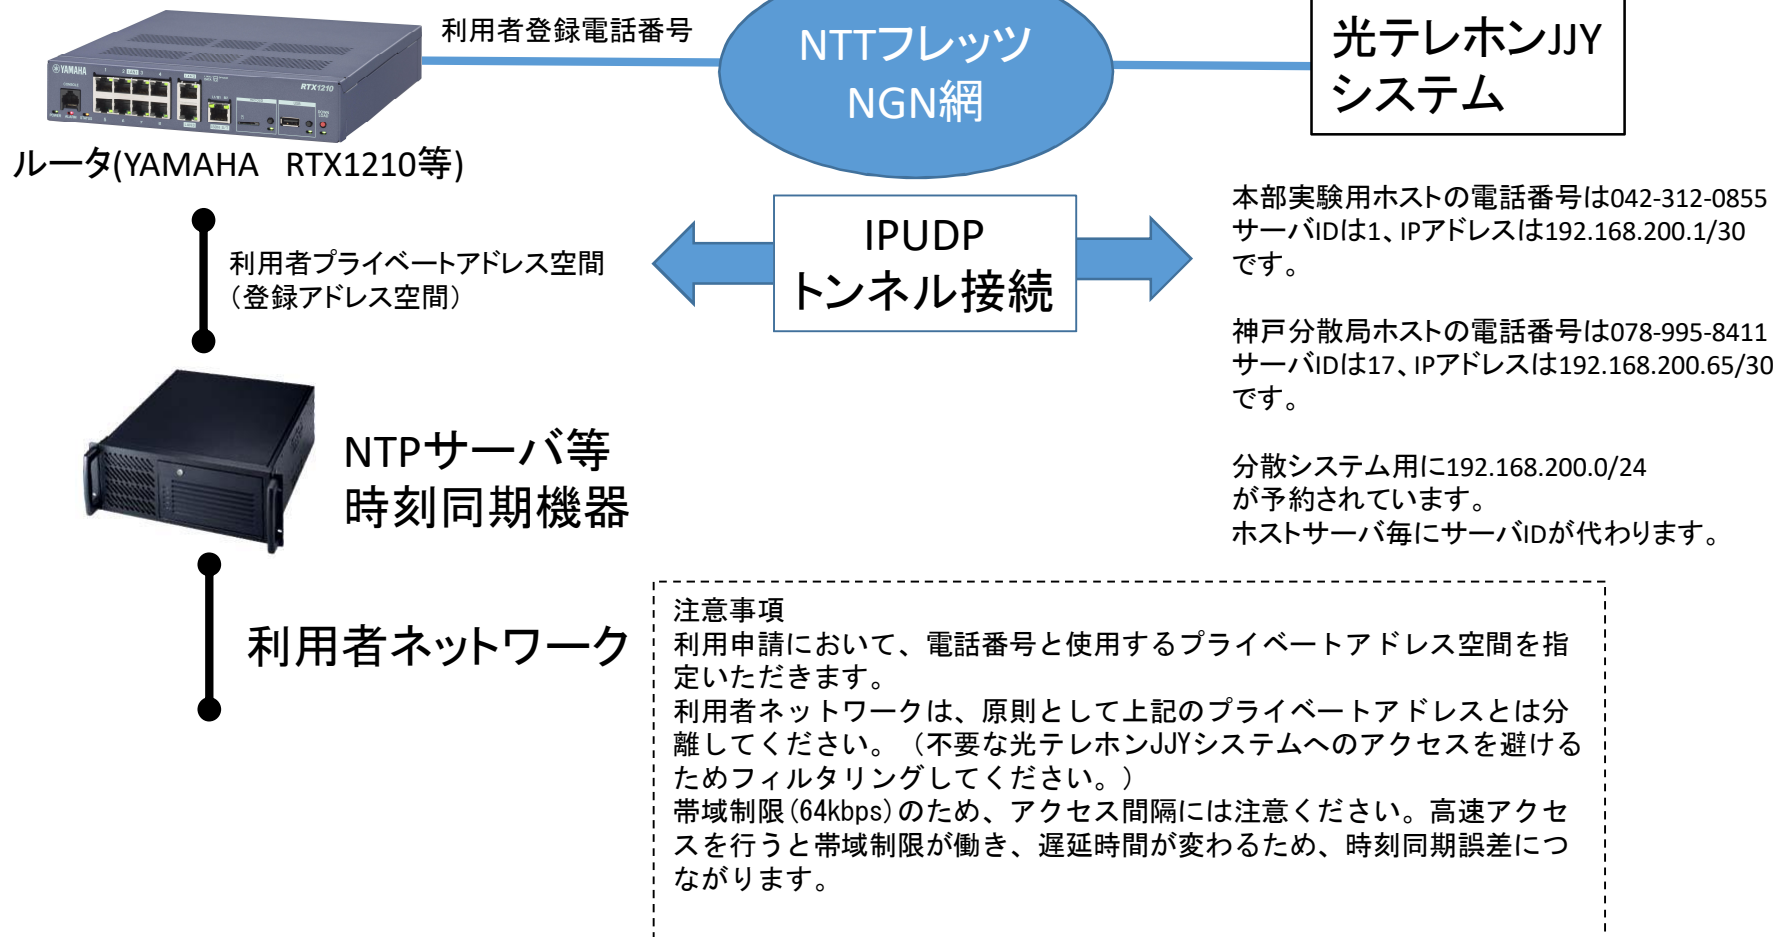 利用者登録電話番号
NTTフレッツ
NGN網
光テレホンJJY
システム
YAMAHA
RTX1210
ルータ(YAMAHA　RTX1210等)
利用者プライベートアドレス空間
（登録アドレス空間）
IPUDP
トンネル接続
本部実験用ホストの電話番号は042-312-0855
サーバIDは1、IPアドレスは192.168.200.1/30
です。
神戸分散局ホストの電話番号は078-995-8411
サーバIDは17、IPアドレスは192.168.200.65/30
です。
分散システム用に192.168.200.0/24
が予約されています。
ホストサーバ毎にサーバIDが代わります。
NTPサーバ等
時刻同期機器
利用者ネットワーク
注意事項
利用申請において、電話番号と使用するプライベートアドレス空間を指
定いただきます。
利用者ネットワークは、原則として上記のプライベートアドレスとは分
離してください。（不要な光テレホンJJYシステムへのアクセスを避ける
ためフィルタリングしてください。）
帯域制限(64kbps)のため、アクセス間隔には注意ください。高速アクセ
スを行うと帯域制限が働き、遅延時間が変わるため、時刻同期誤差につ
ながります。